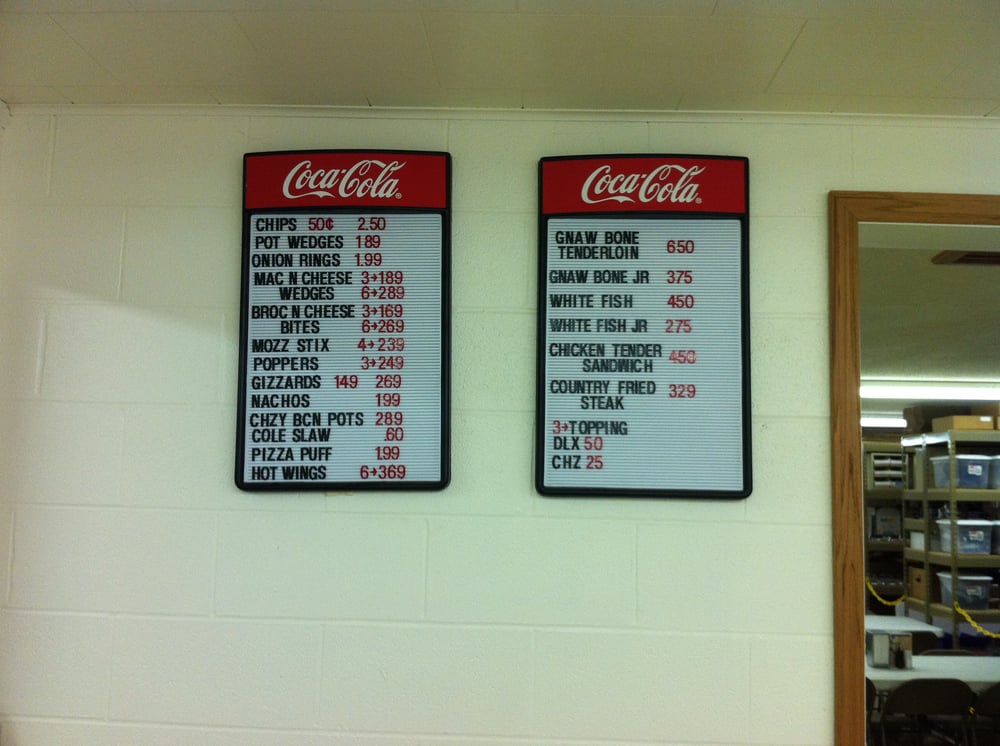 Coca-Cola
CHIPS 50¢ 2.50
POT WEDGES 189
ONION RINGS 1.99
MAC N CHEESE 3→189
WEDGES 6→289
BROC N CHEESE 3→169
BITES 6→269
MOZZ STIX 4→239
POPPERS 3→249
GIZZARDS 149 269
NACHOS 199
CHZY BCN POTS 289
COLE SLAW .60
PIZZA PUFF 1.99
HOT WINGS 6→369
Coca-Cola
GNAW BONE
TENDERLOIN 650
GNAW BONE JR 375
WHITE FISH 450
WHITE FISH JR 275
CHICKEN TENDER
SANDWICH 450
COUNTRY FRIED
STEAK 329
3→TOPPING
DLX 50
CHZ 25